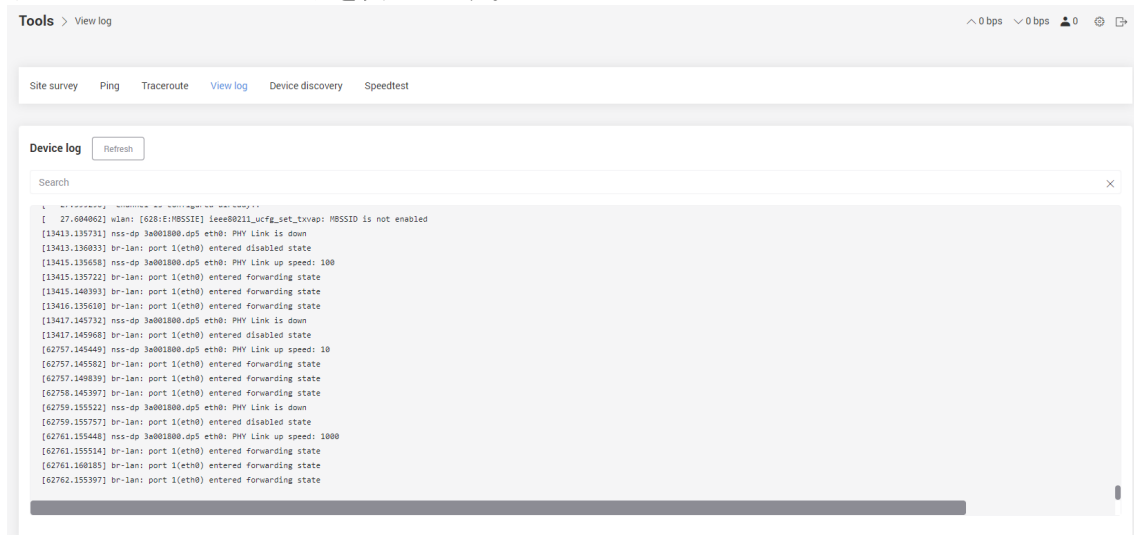 Tools > View log
0 bps 0 bps 0
Site survey Ping Traceroute View log Device discovery Speedtest
Device log Refresh
Search
[ 27.604062] wlan: [628:E:MBSSIE] ieee80211_ucfg_set_txvap: MBSSID is not enabled
[13413.135731] nss-dp 3a001800.dp5 eth0: PHY Link is down
[13413.136033] br-lan: port 1(eth0) entered disabled state
[13415.135658] nss-dp 3a001800.dp5 eth0: PHY Link up speed: 100
[13415.135722] br-lan: port 1(eth0) entered forwarding state
[13415.140393] br-lan: port 1(eth0) entered forwarding state
[13416.135610] br-lan: port 1(eth0) entered forwarding state
[13417.145732] nss-dp 3a001800.dp5 eth0: PHY Link is down
[13417.145968] br-lan: port 1(eth0) entered disabled state
[62757.145449] nss-dp 3a001800.dp5 eth0: PHY Link up speed: 10
[62757.145582] br-lan: port 1(eth0) entered forwarding state
[62757.149839] br-lan: port 1(eth0) entered forwarding state
[62758.145397] br-lan: port 1(eth0) entered forwarding state
[62759.155522] nss-dp 3a001800.dp5 eth0: PHY Link is down
[62759.155757] br-lan: port 1(eth0) entered disabled state
[62761.155448] nss-dp 3a001800.dp5 eth0: PHY Link up speed: 1000
[62761.155514] br-lan: port 1(eth0) entered forwarding state
[62761.160185] br-lan: port 1(eth0) entered forwarding state
[62762.155397] br-lan: port 1(eth0) entered forwarding state